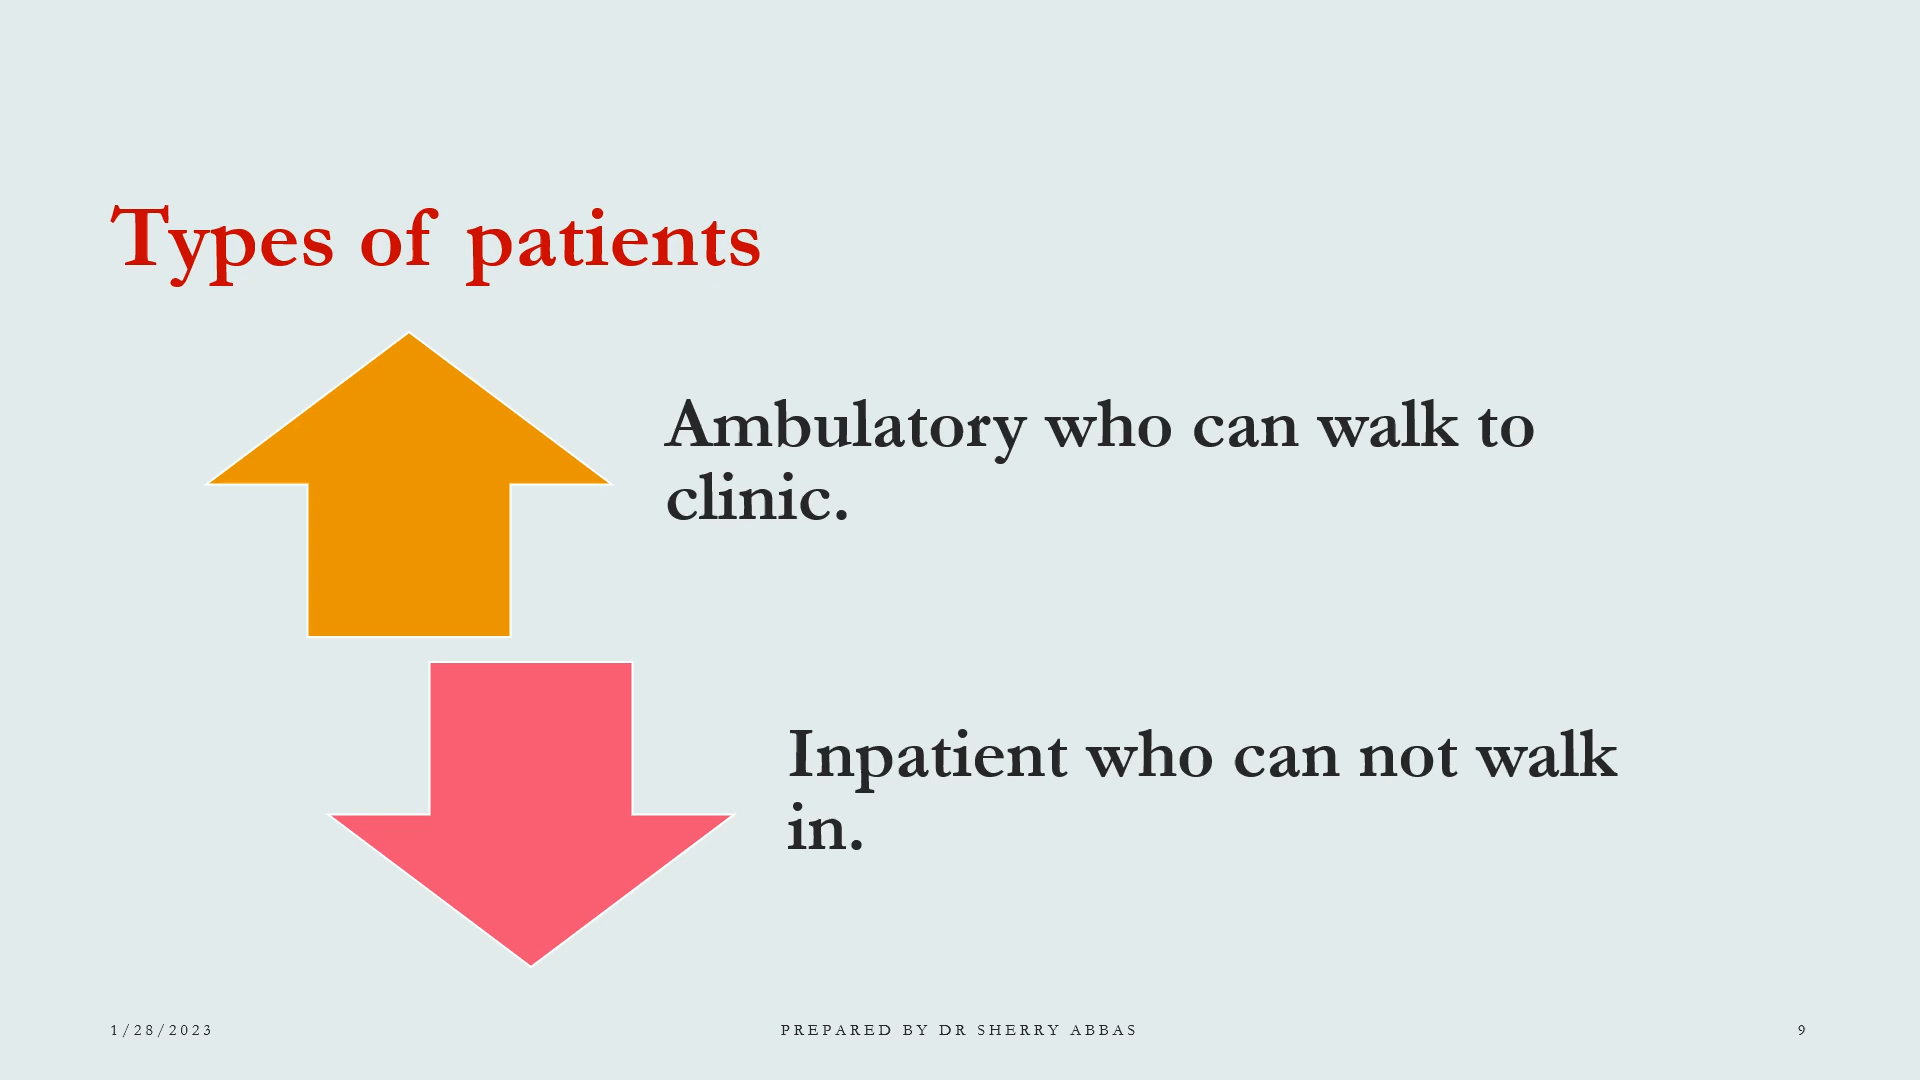 Types of patients
Ambulatory who can walk to
clinic.
Inpatient who can not walk
in.
1/28/2023
PREPARED BY DR SHERRY ABBAS
9